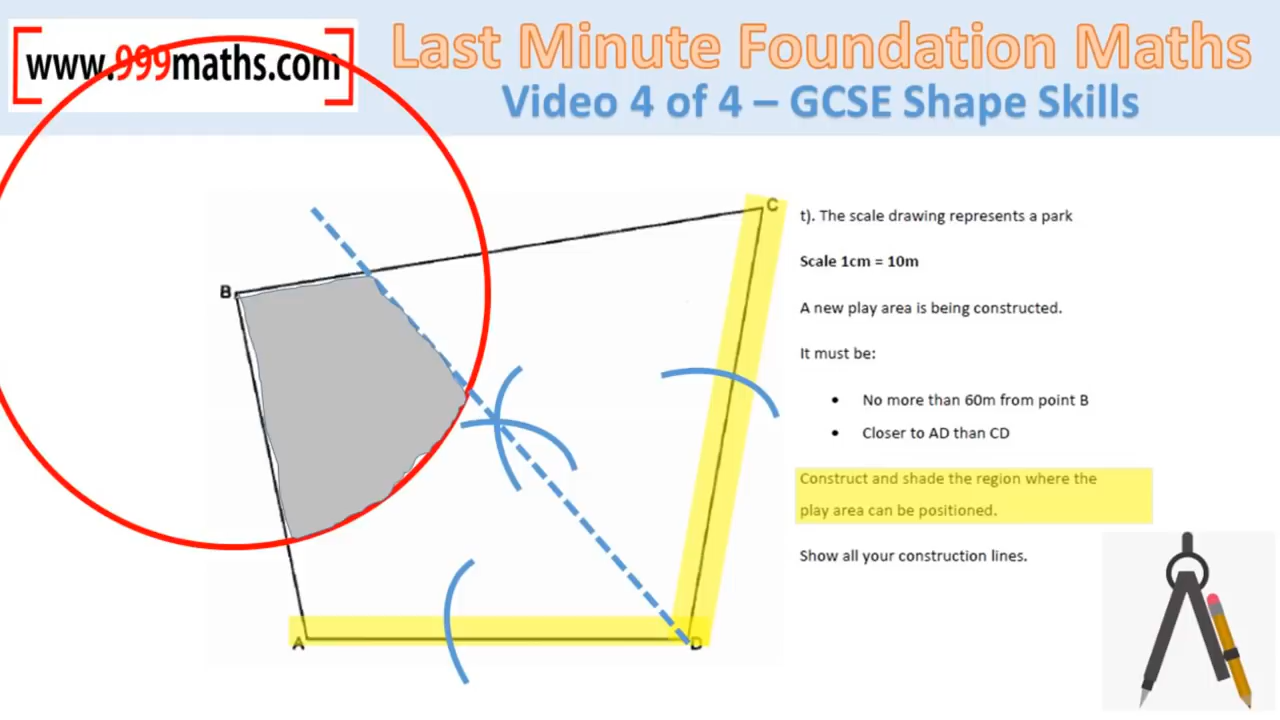 www.999maths.com
Last Minute Foundation Maths
Video 4 of 4 – GCSE Shape Skills
C
t). The scale drawing represents a park
Scale 1cm = 10m
B
A new play area is being constructed.
It must be:
• No more than 60m from point B
• Closer to AD than CD
Construct and shade the region where the
play area can be positioned.
Show all your construction lines.
A
D